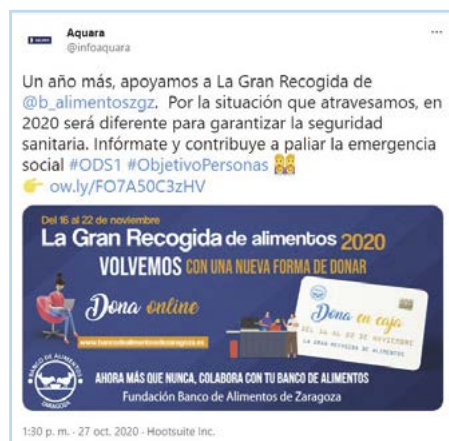 Aquara
@infoaquara
Un año más, apoyamos a La Gran Recogida de
@b_alimentoszgz. Por la situación que atravesamos, en
2020 será diferente para garantizar la seguridad
sanitaria. Infórmate y contribuye a paliar la emergencia
social #ODS1 #ObjetivoPersonas
ow.ly/FO7A50C3zHV
Del 16 al 22 de noviembre
La Gran Recogida de alimentos 2020
VOLVEMOS CON UNA NUEVA FORMA DE DONAR
Dona online
www.bancodealimentosdezaragoza.es
Dona en caja
DEL 16 AL 22 DE NOVIEMBRE
LA GRAN RECOGIDA DE ALIMENTOS
BANCO DE ALIMENTOS
ZARAGOZA
AHORA MÁS QUE NUNCA, COLABORA CON TU BANCO DE ALIMENTOS
Fundación Banco de Alimentos de Zaragoza
1:30 p. m. · 27 oct. 2020 · Hootsuite Inc.